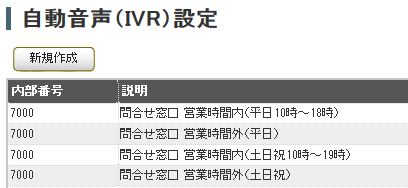 自動音声(IVR)設定
新規作成
内部番号 説明
7000 問合せ窓口 営業時間内(平日10時~18時)
7000 問合せ窓口 営業時間外(平日)
7000 問合せ窓口 営業時間内(土日祝10時~19時)
7000 問合せ窓口 営業時間外(土日祝)